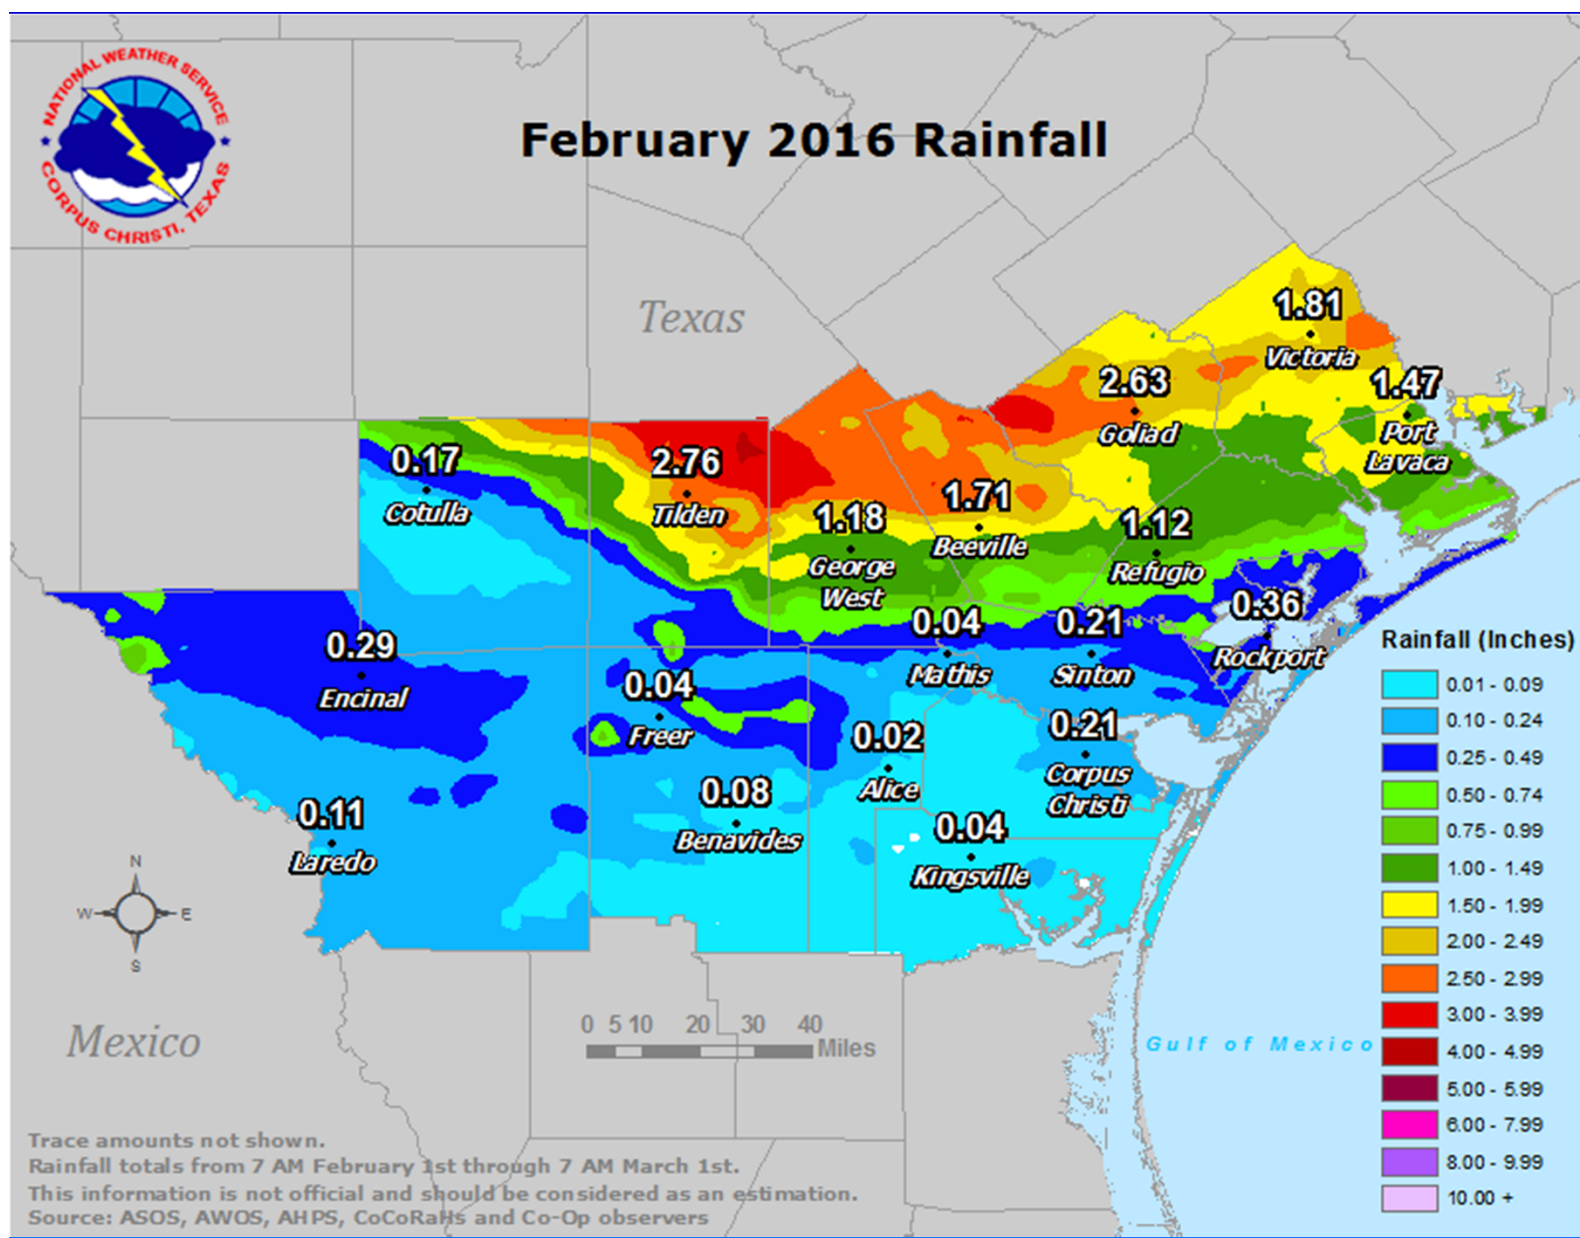 NATIONAL WEATHER SERVICE
CORPUS CHRISTI, TEXAS
February 2016 Rainfall
Texas
1.81
Victoria
2.63
Goliad
1.47
Port
Lavaca
0.17
Cotulla
2.76
Tilden
1.18
George
West
1.71
Beeville
1.12
Refugio
0.36
Rockport
0.29
Encinal
0.04
Mathis
0.21
Sinton
0.04
Freer
0.02
Alice
0.21
Corpus
Christi
0.11
Laredo
0.08
Benavides
0.04
Kingsville
Rainfall (Inches)
0.01 - 0.09
0.10 - 0.24
0.25 - 0.49
0.50 - 0.74
0.75 - 0.99
1.00 - 1.49
1.50 - 1.99
2.00 - 2.49
2.50 - 2.99
3.00 - 3.99
4.00 - 4.99
5.00 - 5.99
6.00 - 7.99
8.00 - 9.99
10.00 +
N
W E
S
Mexico
0 5 10 20 30 40
Miles
Gulf of Mexico
Trace amounts not shown.
Rainfall totals from 7 AM February 1st through 7 AM March 1st.
This information is not official and should be considered as an estimation.
Source: ASOS, AWOS, AHPS, CoCoRaHs and Co-Op observers